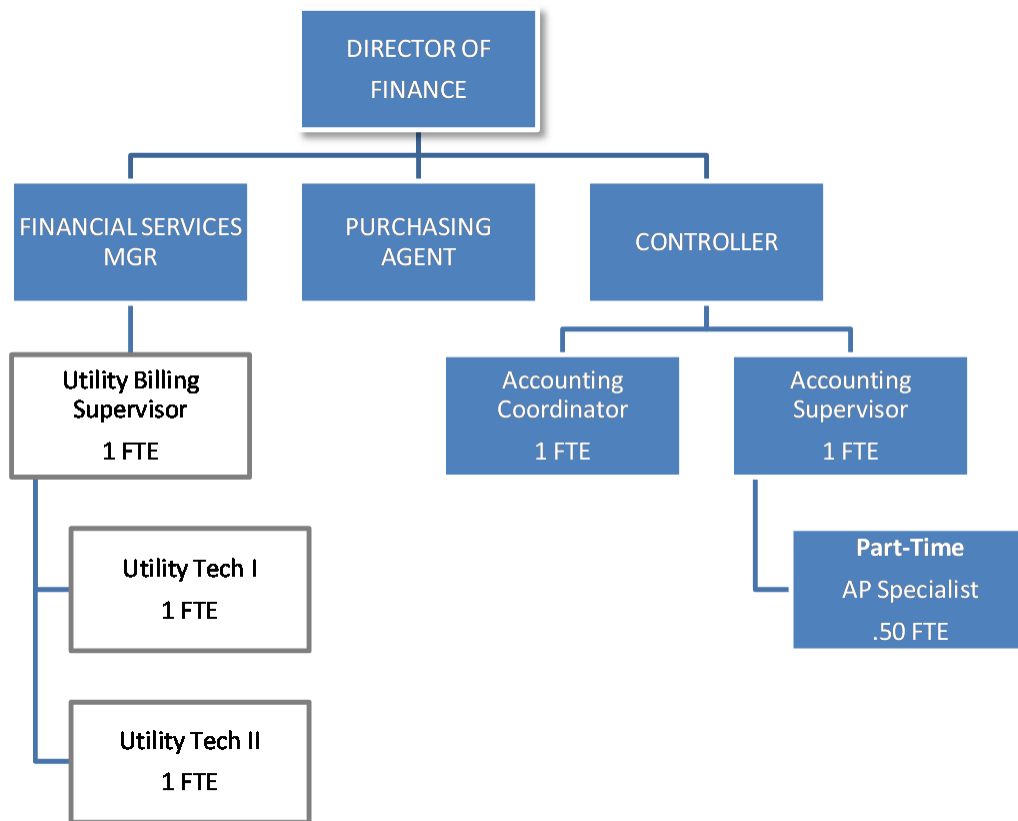 DIRECTOR OF
FINANCE
FINANCIAL SERVICES
MGR
PURCHASING
AGENT
CONTROLLER
Utility Billing
Supervisor
1 FTE
Accounting
Coordinator
1 FTE
Accounting
Supervisor
1 FTE
Utility Tech I
1 FTE
Part-Time
AP Specialist
.50 FTE
Utility Tech II
1 FTE